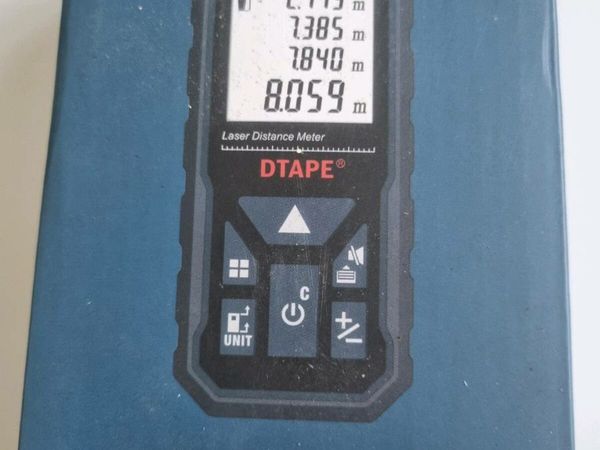 7.385 m
7.840 m
8.059 m
Laser Distance Meter
DTAPE®
C
UNIT